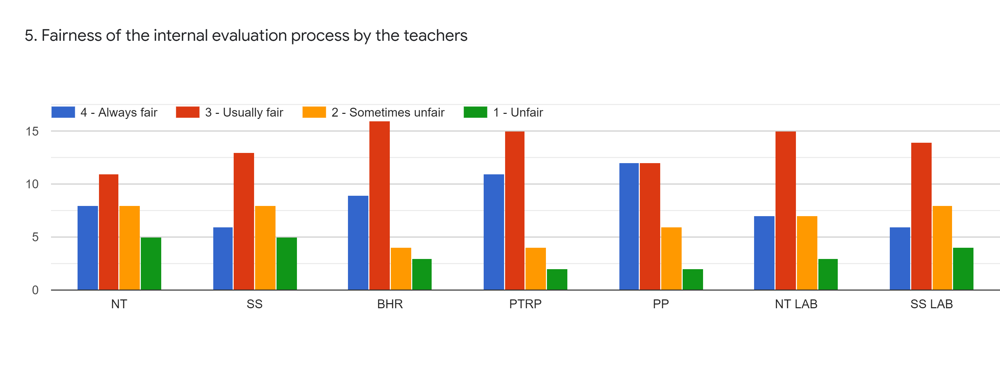 5. Fairness of the internal evaluation process by the teachers
4 - Always fair 3 - Usually fair 2 - Sometimes unfair 1 - Unfair
15
10
5
0
NT SS BHR PTRP PP NT LAB SS LAB